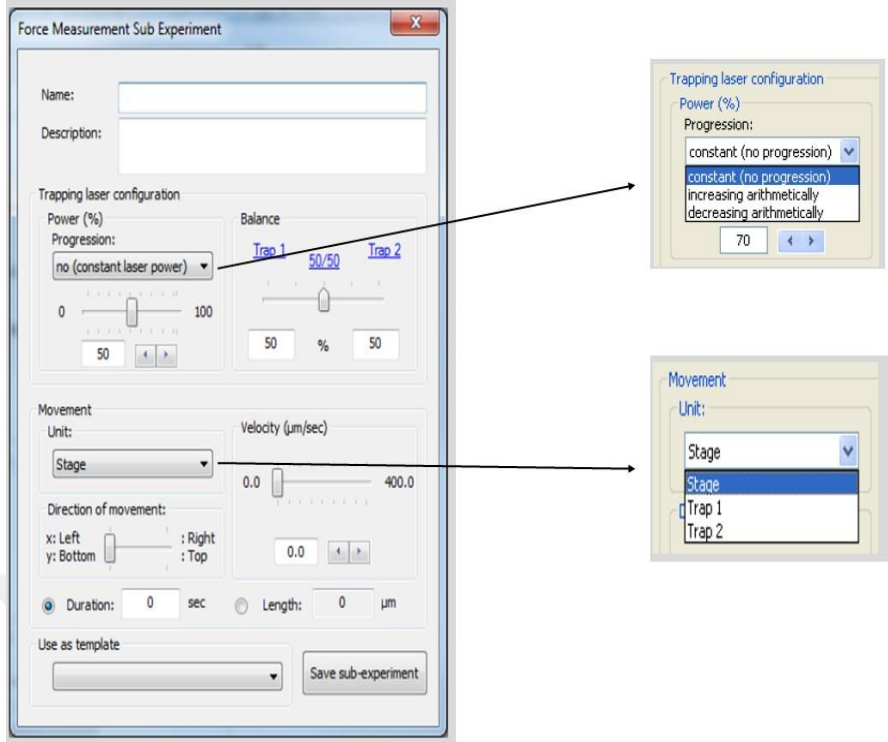 Force Measurement Sub Experiment
X
Name:
Description:
Trapping laser configuration
Power (%)
Progression:
no (constant laser power)
0
100
50
Balance
Trap 1
50/50
Trap 2
50
%
50
Movement
Unit:
Stage
Direction of movement:
x: Left : Right
y: Bottom : Top
Velocity (µm/sec)
0.0
400.0
0.0
Duration: 0 sec
Length: 0 µm
Use as template
Save sub-experiment
Trapping laser configuration
Power (%)
Progression:
constant (no progression)
constant (no progression)
increasing arithmetically
decreasing arithmetically
70
Movement
Unit:
Stage
Stage
Trap 1
Trap 2